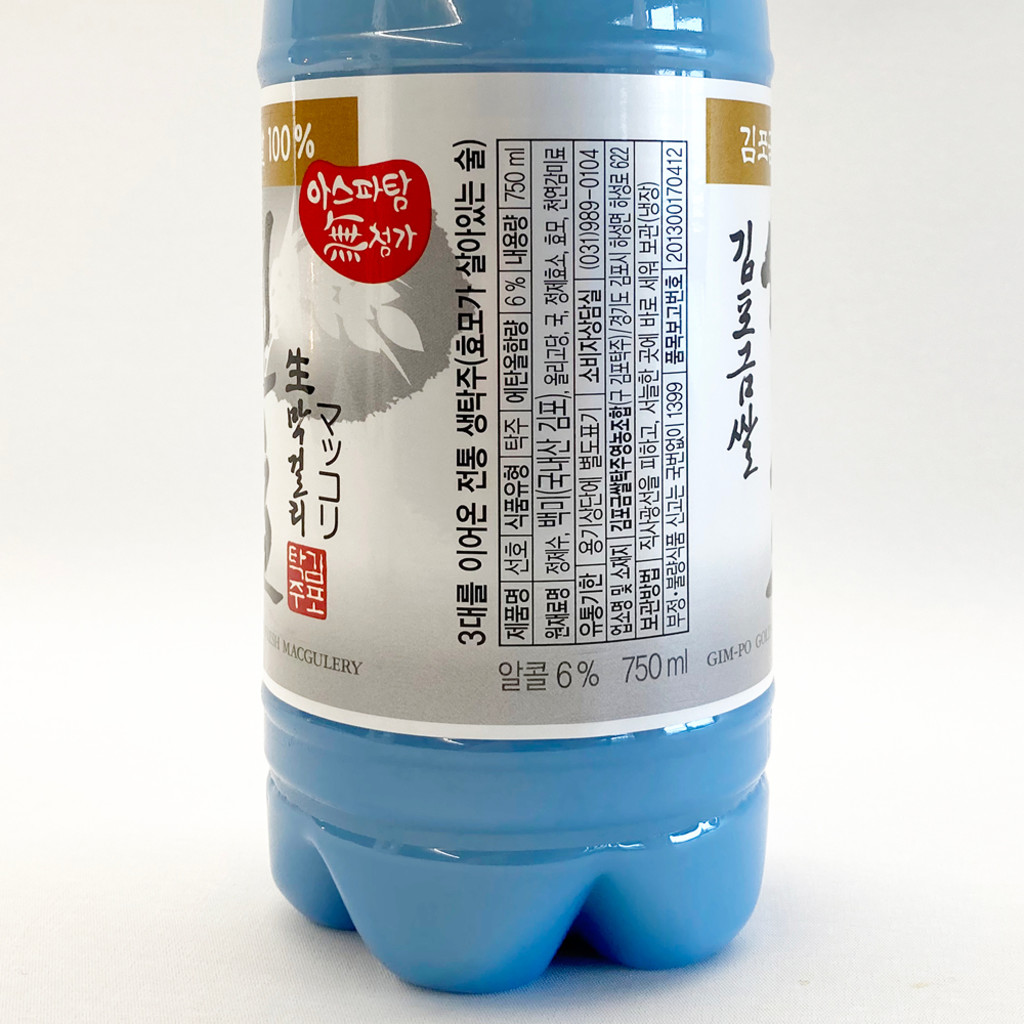 100%
아스파탐
無첨가
生막걸리
マッコリ
김포
탁주
MACGULERY
3대를 이어온 전통 생탁주(효모가 살아있는 술)
제품명 선호 식품유형 탁주 에탄올함량 6% 내용량 750 ml
원재료명 정제수, 백미(국내산 김포), 올리고당, 국, 정제효소, 효모, 천연감미료
유통기한 용기상단에 별도표기 소비자상담실 (031)989-0104
업소명 및 소재지 김포금쌀탁주영농조합(구 김포탁주)/경기도 김포시 하성면 하성로 622
보관방법 직사광선을 피하고, 서늘한 곳에 바로 세워 보관(냉장)
부정·불량식품 신고는 국번없이 1399 품목보고번호 201300170412
알콜 6% 750 ml
김포금
김포금쌀
GIM-PO